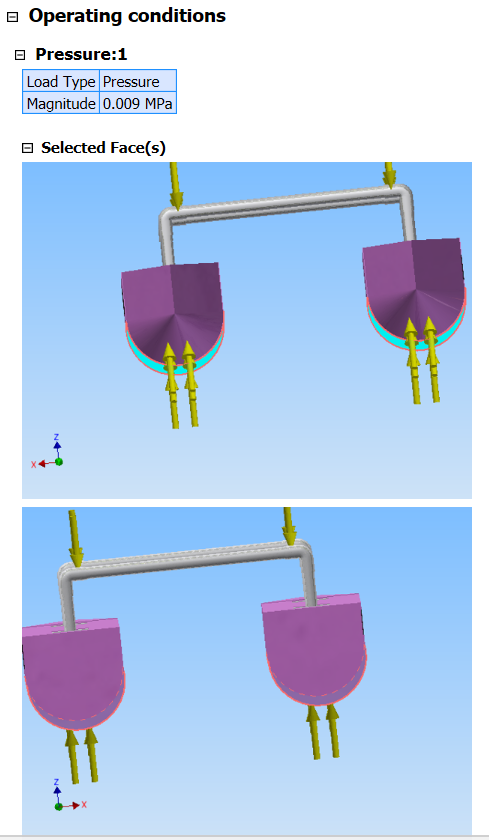 Operating conditions
Pressure:1
Load Type Pressure
Magnitude 0.009 MPa
Selected Face(s)
Z
X
Z
X